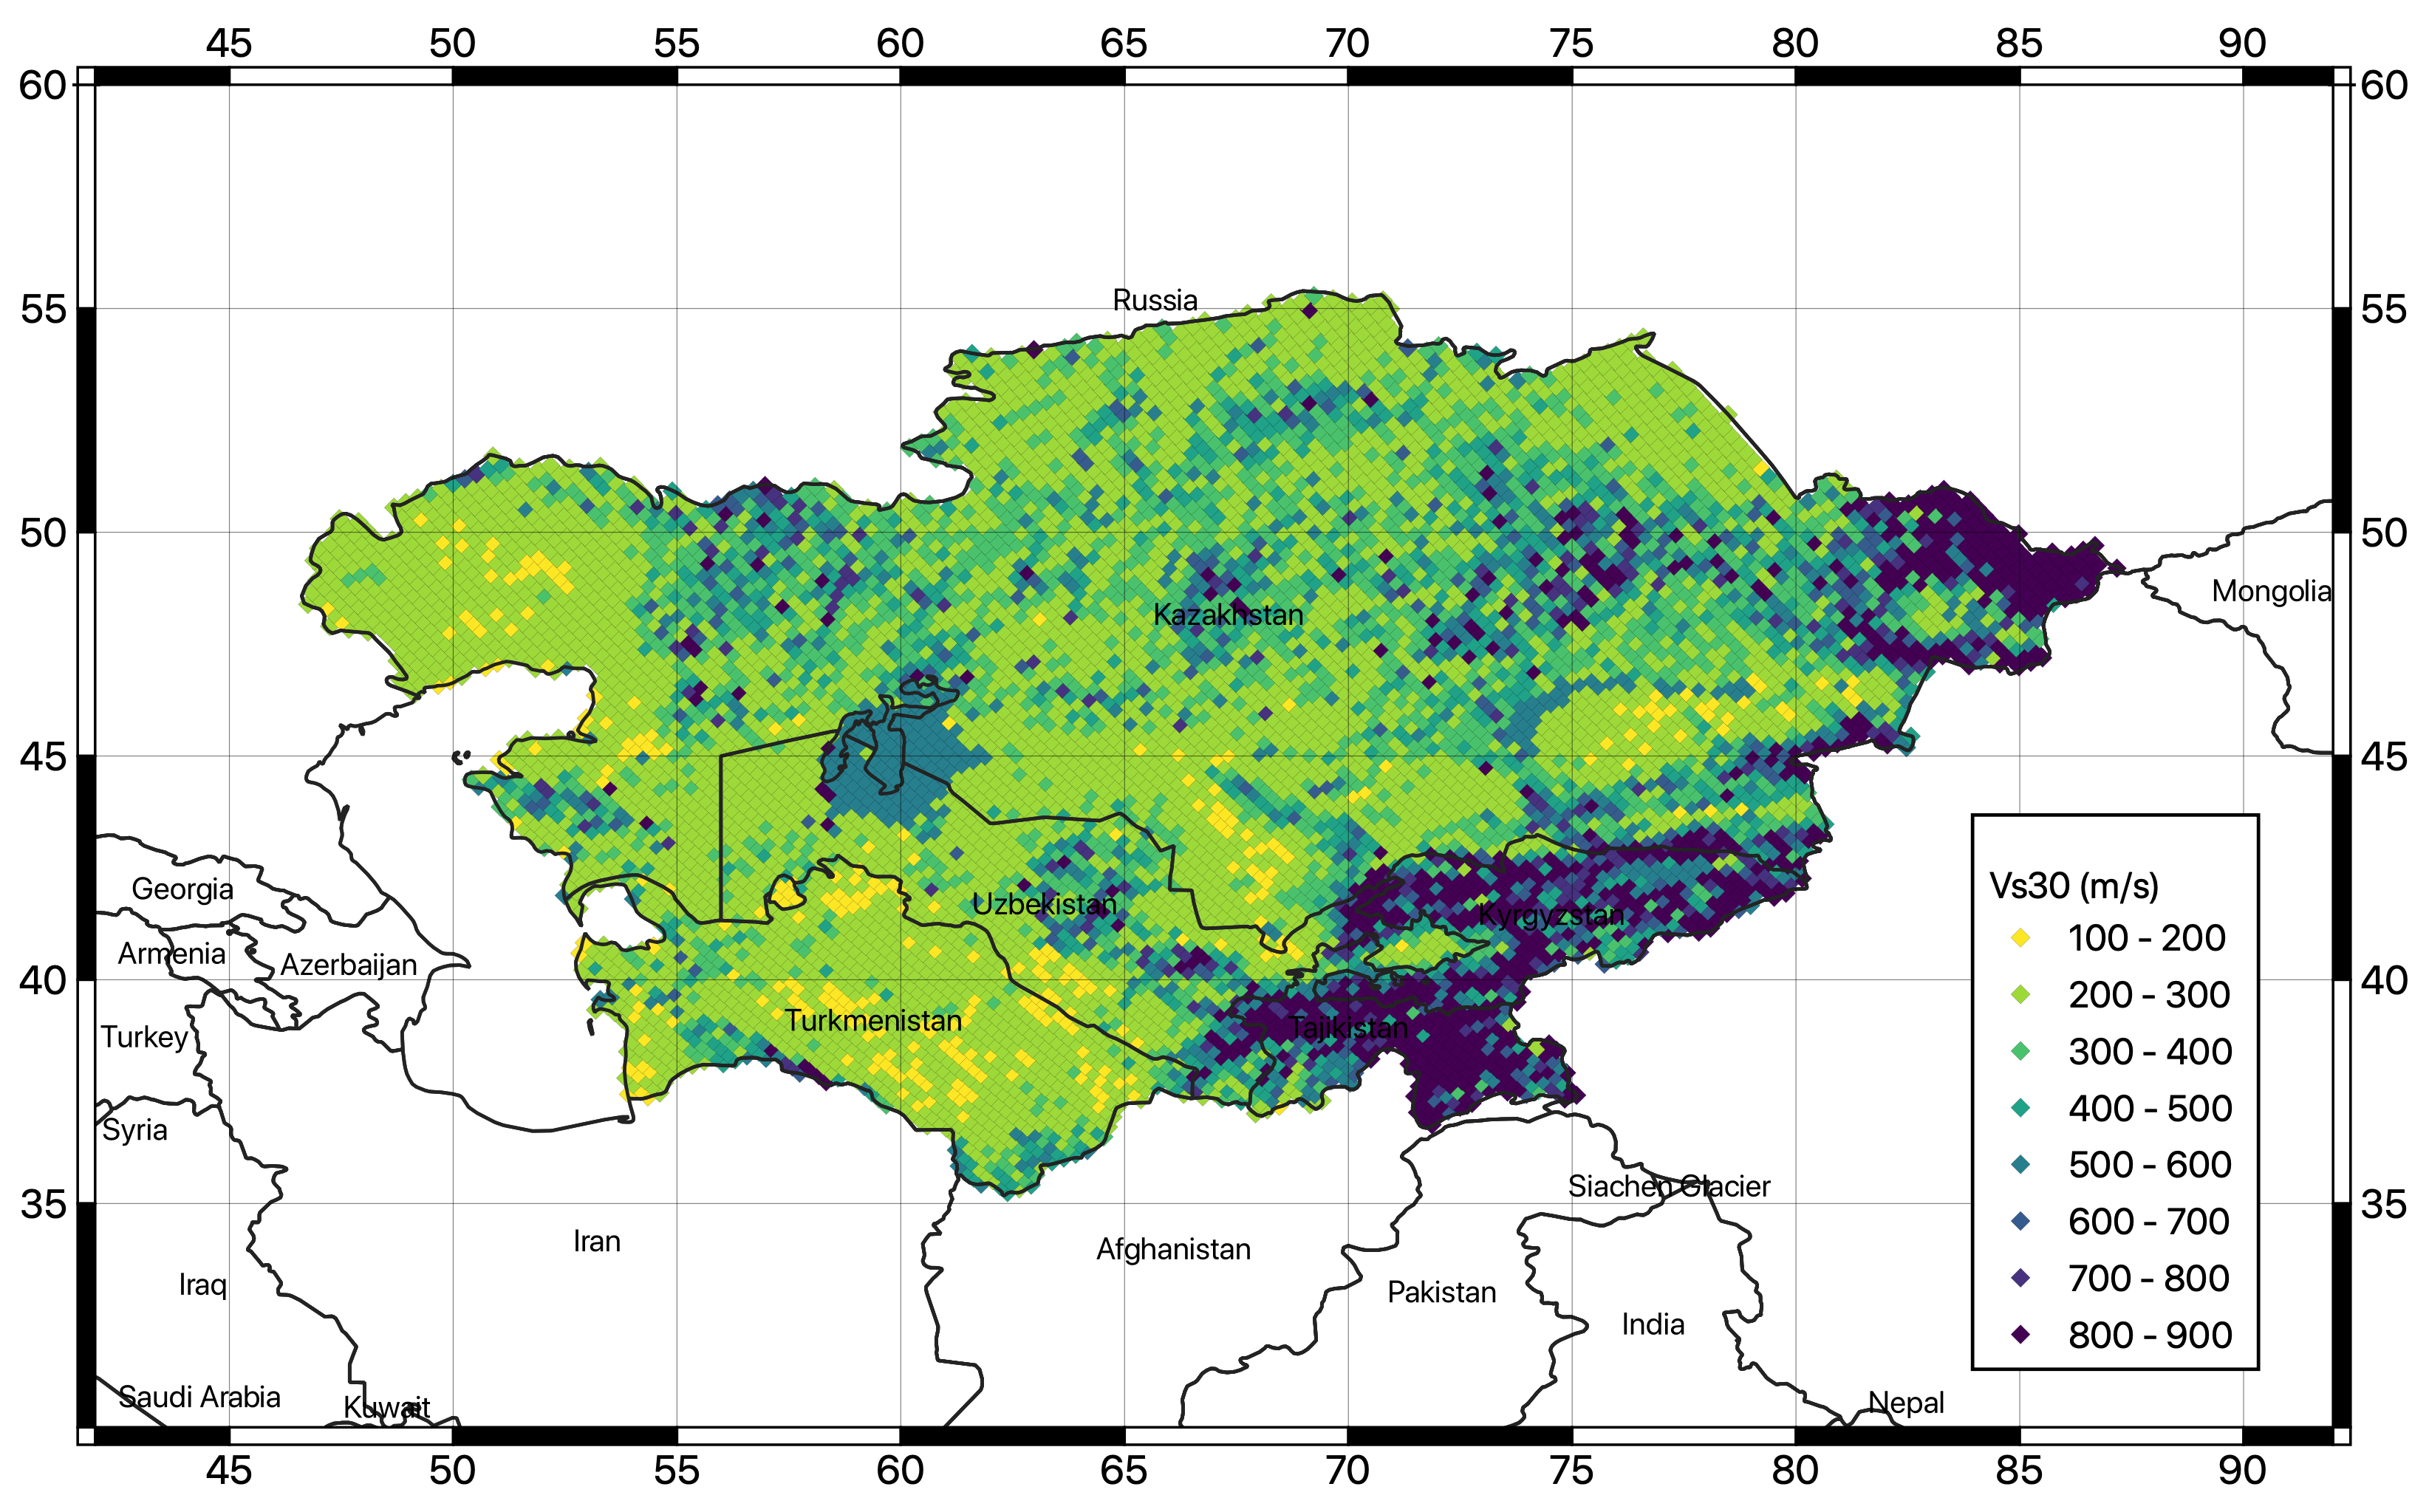 45 50 55 60 65 70 75 80 85 90
60 60
Russia
55 55
50 50
Mongolia
Kazakhstan
45 45
Georgia
Vs30 (m/s)
Uzbekistan
Kyrgyzstan
100 - 200
Armenia
Azerbaijan
40 40
200 - 300
Turkmenistan
Tajikistan
Turkey
300 - 400
400 - 500
Syria
500 - 600
Siachen Glacier
35 35
600 - 700
Iran
Afghanistan
700 - 800
Iraq
Pakistan
India
800 - 900
Saudi Arabia
Kuwait
Nepal
45 50 55 60 65 70 75 80 85 90